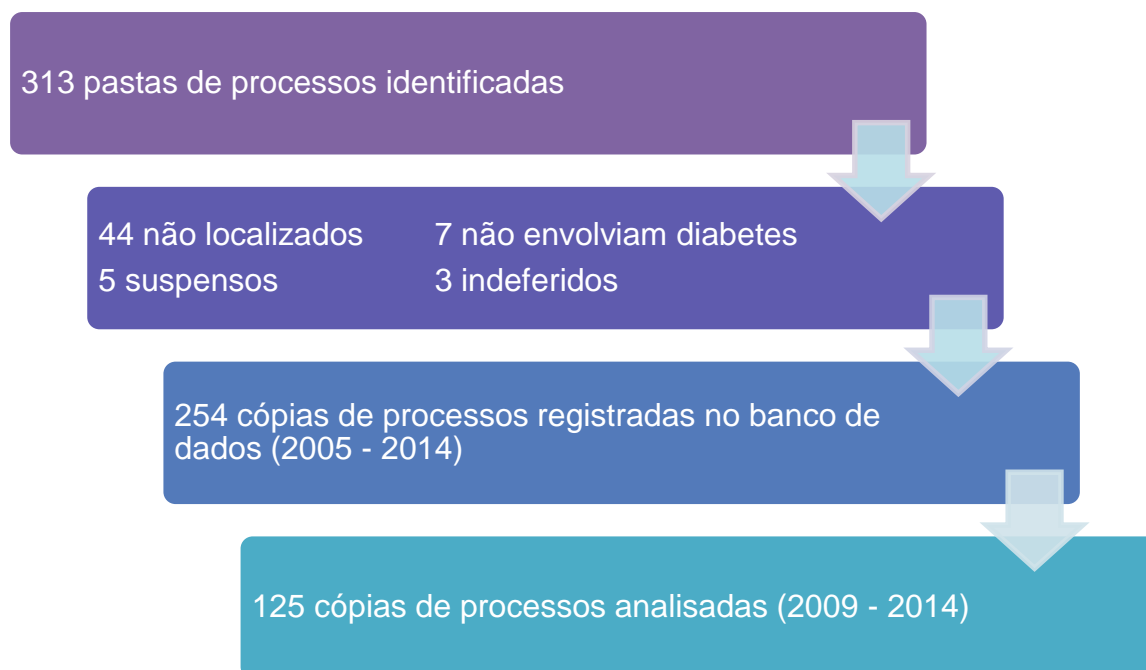 313 pastas de processos identificadas
44 não localizados 7 não envolviam diabetes
5 suspensos 3 indeferidos
254 cópias de processos registradas no banco de
dados (2005 - 2014)
125 cópias de processos analisadas (2009 - 2014)